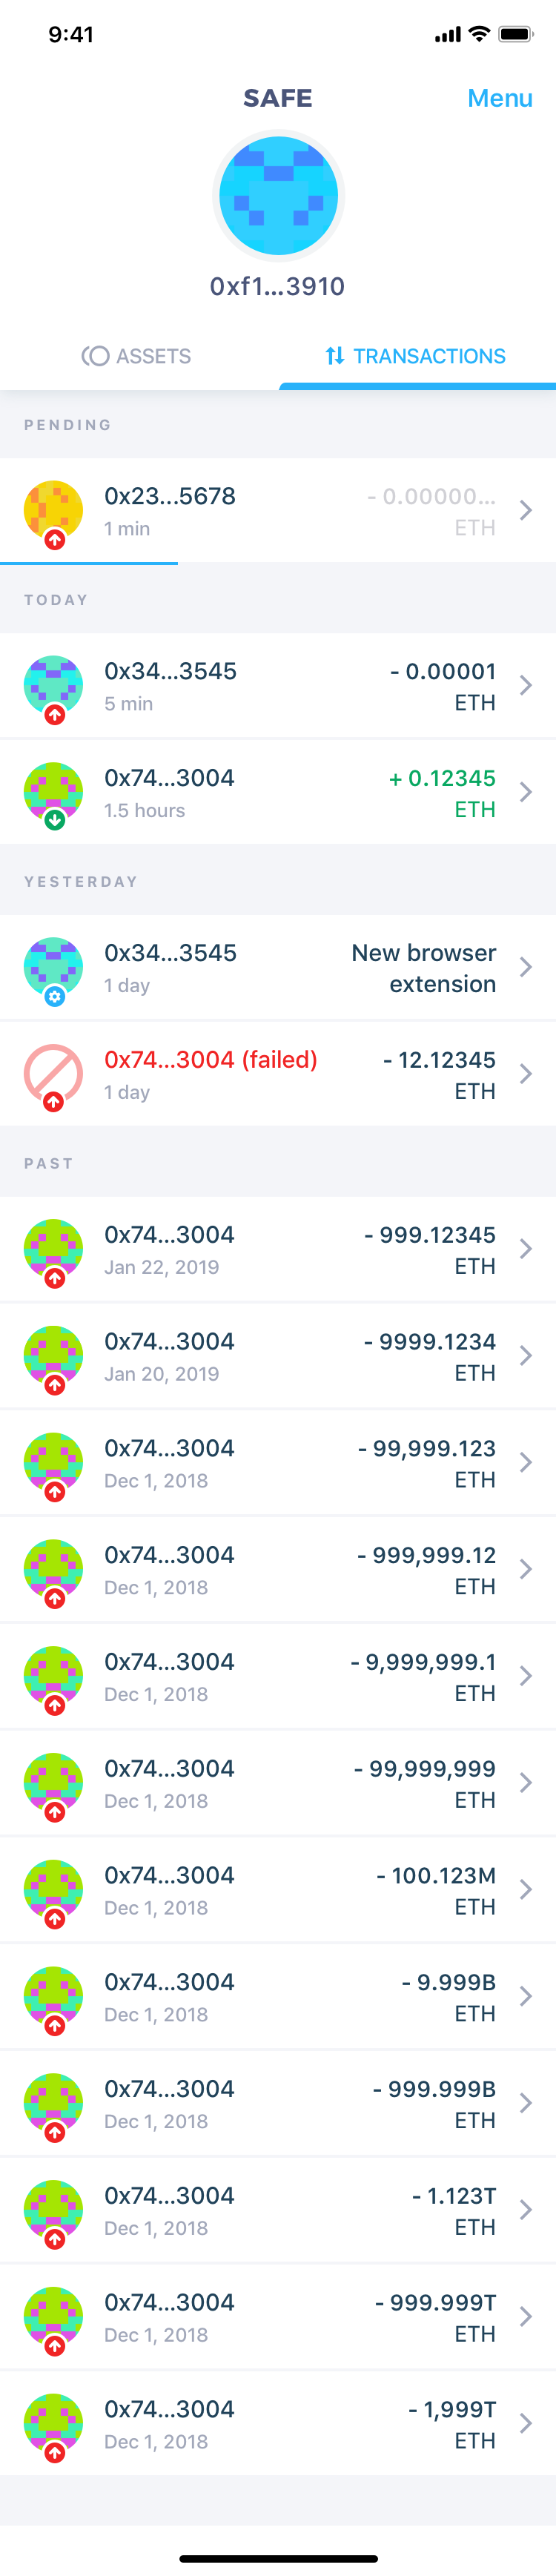 9:41
SAFE
Menu
0xf1...3910
ASSETS
TRANSACTIONS
PENDING
0x23...5678
- 0.00000...
1 min
ETH
TODAY
0x34...3545
- 0.00001
5 min
ETH
0x74...3004
+ 0.12345
1.5 hours
ETH
YESTERDAY
0x34...3545
New browser
1 day
extension
0x74...3004 (failed)
- 12.12345
1 day
ETH
PAST
0x74...3004
- 999.12345
Jan 22, 2019
ETH
0x74...3004
- 9999.1234
Jan 20, 2019
ETH
0x74...3004
- 99,999.123
Dec 1, 2018
ETH
0x74...3004
- 999,999.12
Dec 1, 2018
ETH
0x74...3004
- 9,999,999.1
Dec 1, 2018
ETH
0x74...3004
- 99,999,999
Dec 1, 2018
ETH
0x74...3004
- 100.123M
Dec 1, 2018
ETH
0x74...3004
- 9.999B
Dec 1, 2018
ETH
0x74...3004
- 999.999B
Dec 1, 2018
ETH
0x74...3004
- 1.123T
Dec 1, 2018
ETH
0x74...3004
- 999.999T
Dec 1, 2018
ETH
0x74...3004
- 1,999T
Dec 1, 2018
ETH